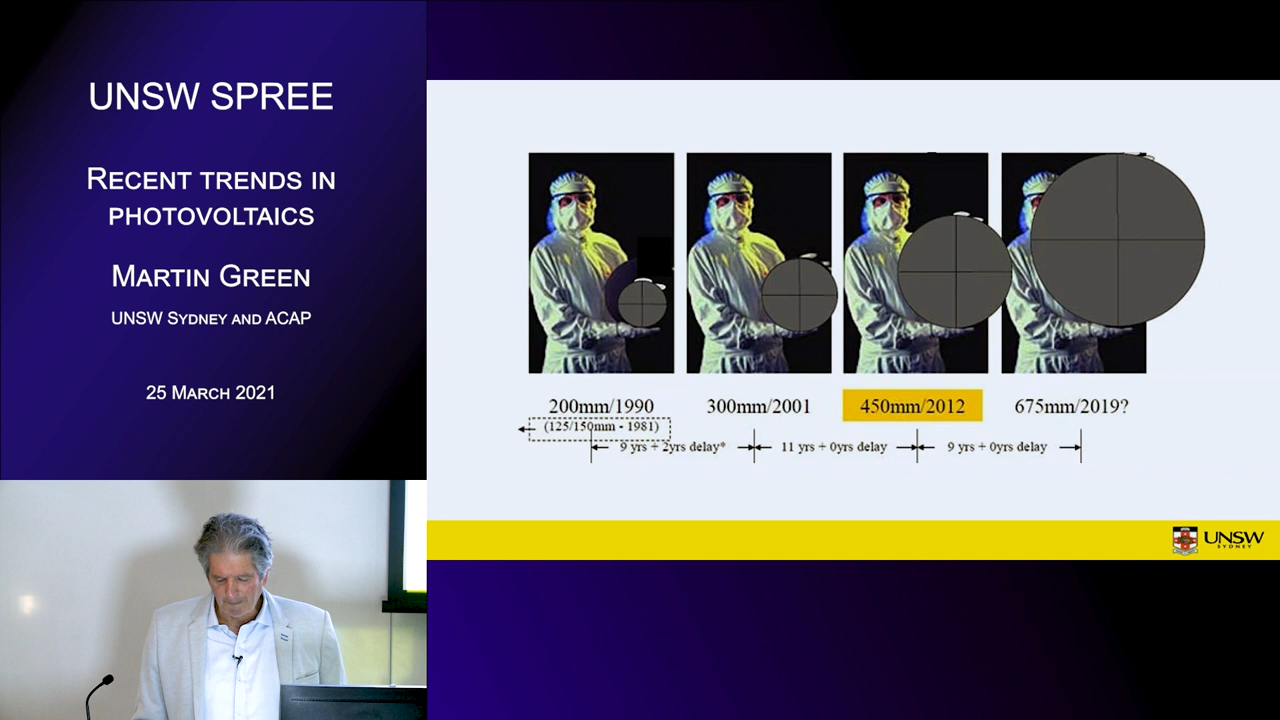 UNSW SPREE
RECENT TRENDS IN
PHOTOVOLTAICS
MARTIN GREEN
UNSW SYDNEY AND ACAP
25 MARCH 2021
200mm/1990
300mm/2001
450mm/2012
675mm/2019?
(125/150mm - 1981)
9 yrs + 2yrs delay*
11 yrs + 0yrs delay
9 yrs + 0yrs delay
UNSW
SYDNEY